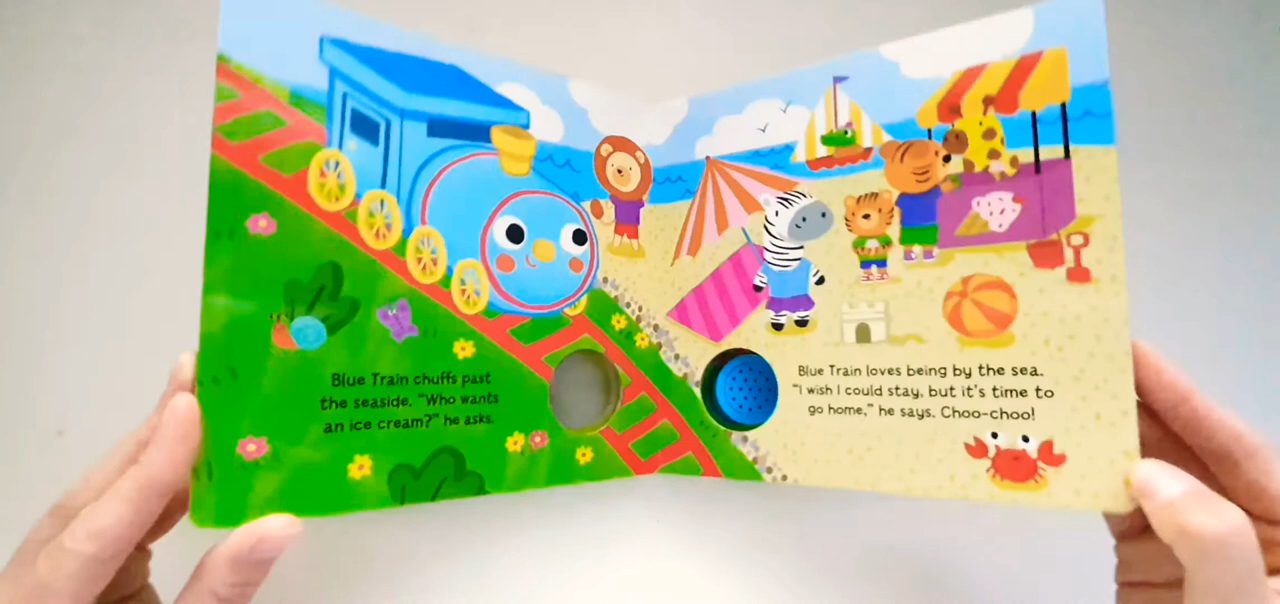 Blue Train chuffs past
the seaside. "Who wants
an ice cream?" he asks.
Blue Train loves being by the sea.
"I wish I could stay, but it's time to
go home," he says. Choo-choo!